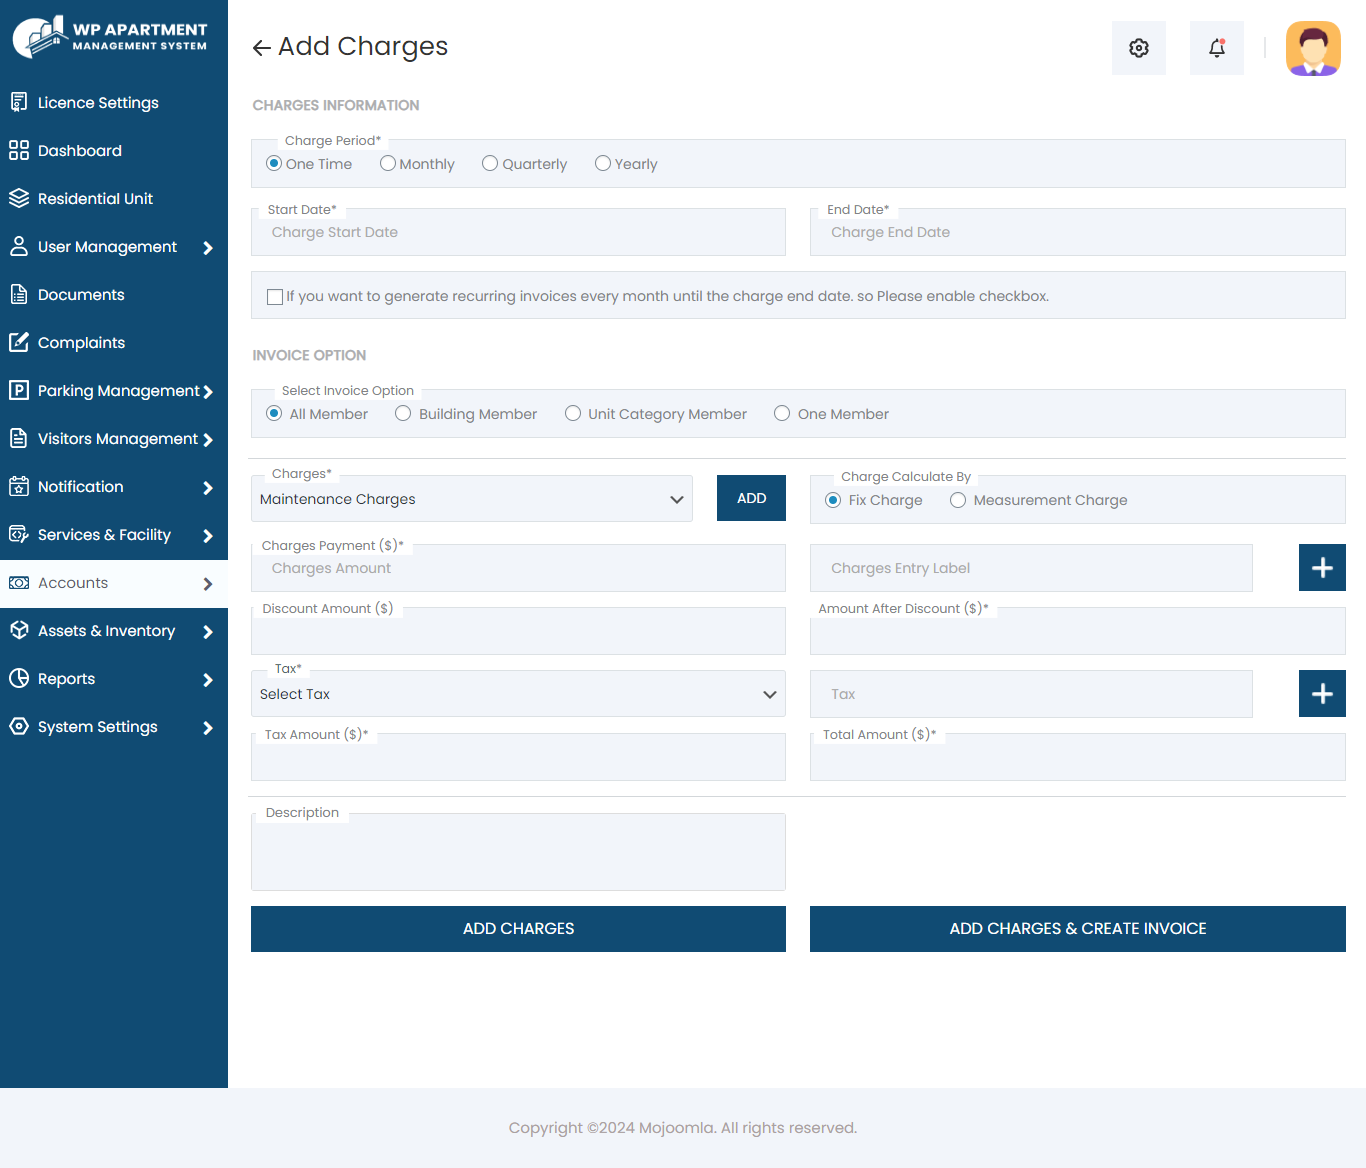 WP APARTMENT
MANAGEMENT SYSTEM
Licence Settings
Dashboard
Residential Unit
User Management
Documents
Complaints
Parking Management
Visitors Management
Notification
Services & Facility
Accounts
Assets & Inventory
Reports
System Settings
Add Charges
CHARGES INFORMATION
Charge Period*
One Time Monthly Quarterly Yearly
Start Date* End Date*
Charge Start Date Charge End Date
If you want to generate recurring invoices every month until the charge end date. so Please enable checkbox.
INVOICE OPTION
Select Invoice Option
All Member Building Member Unit Category Member One Member
Charges* Charge Calculate By
Maintenance Charges ADD Fix Charge Measurement Charge
Charges Payment ($)*
Charges Amount Charges Entry Label
Discount Amount ($) Amount After Discount ($)*
Tax*
Select Tax Tax
Tax Amount ($)* Total Amount ($)*
Description
ADD CHARGES ADD CHARGES & CREATE INVOICE
Copyright ©2024 Mojoomla. All rights reserved.